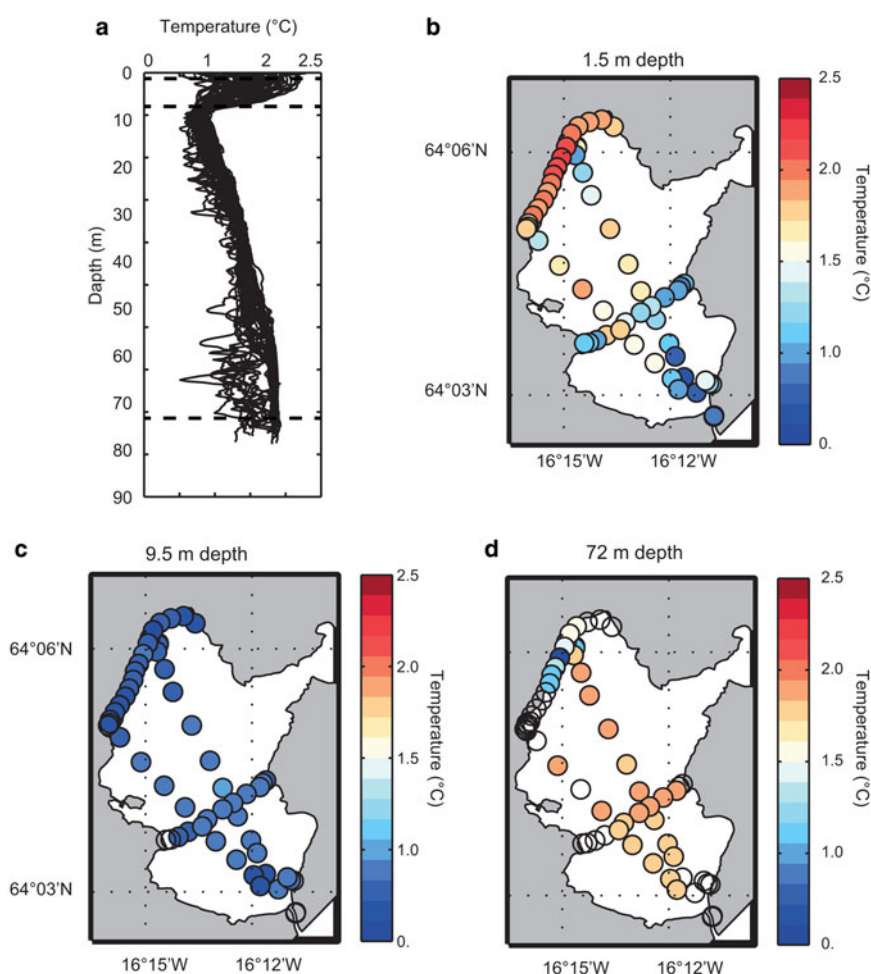 a
Temperature (°C)
0 1 2 2.5
0
10
20
30
40
50
60
70
80
90
Depth (m)
b
1.5 m depth
64°06'N
64°03'N
16°15'W 16°12'W
2.5
2.0
1.5
1.0
0.
Temperature (°C)
c
9.5 m depth
64°06'N
64°03'N
16°15'W 16°12'W
2.5
2.0
1.5
1.0
0.
Temperature (°C)
d
72 m depth
16°15'W 16°12'W
2.5
2.0
1.5
1.0
0.
Temperature (°C)